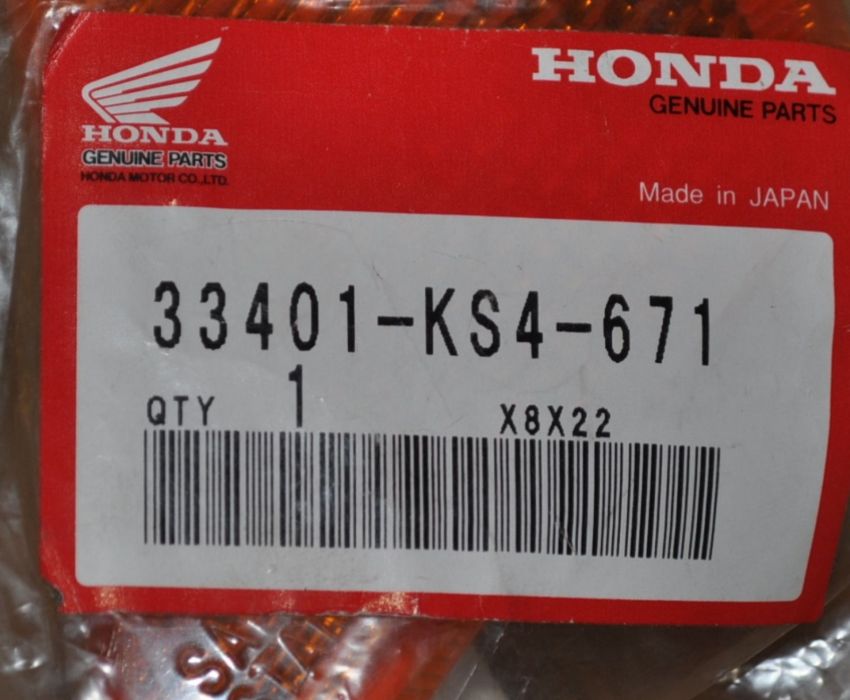 HONDA
GENUINE PARTS
HONDA MOTOR CO.,LTD.
HONDA
GENUINE PARTS
Made in JAPAN
33401-KS4-671
QTY 1 X8X22